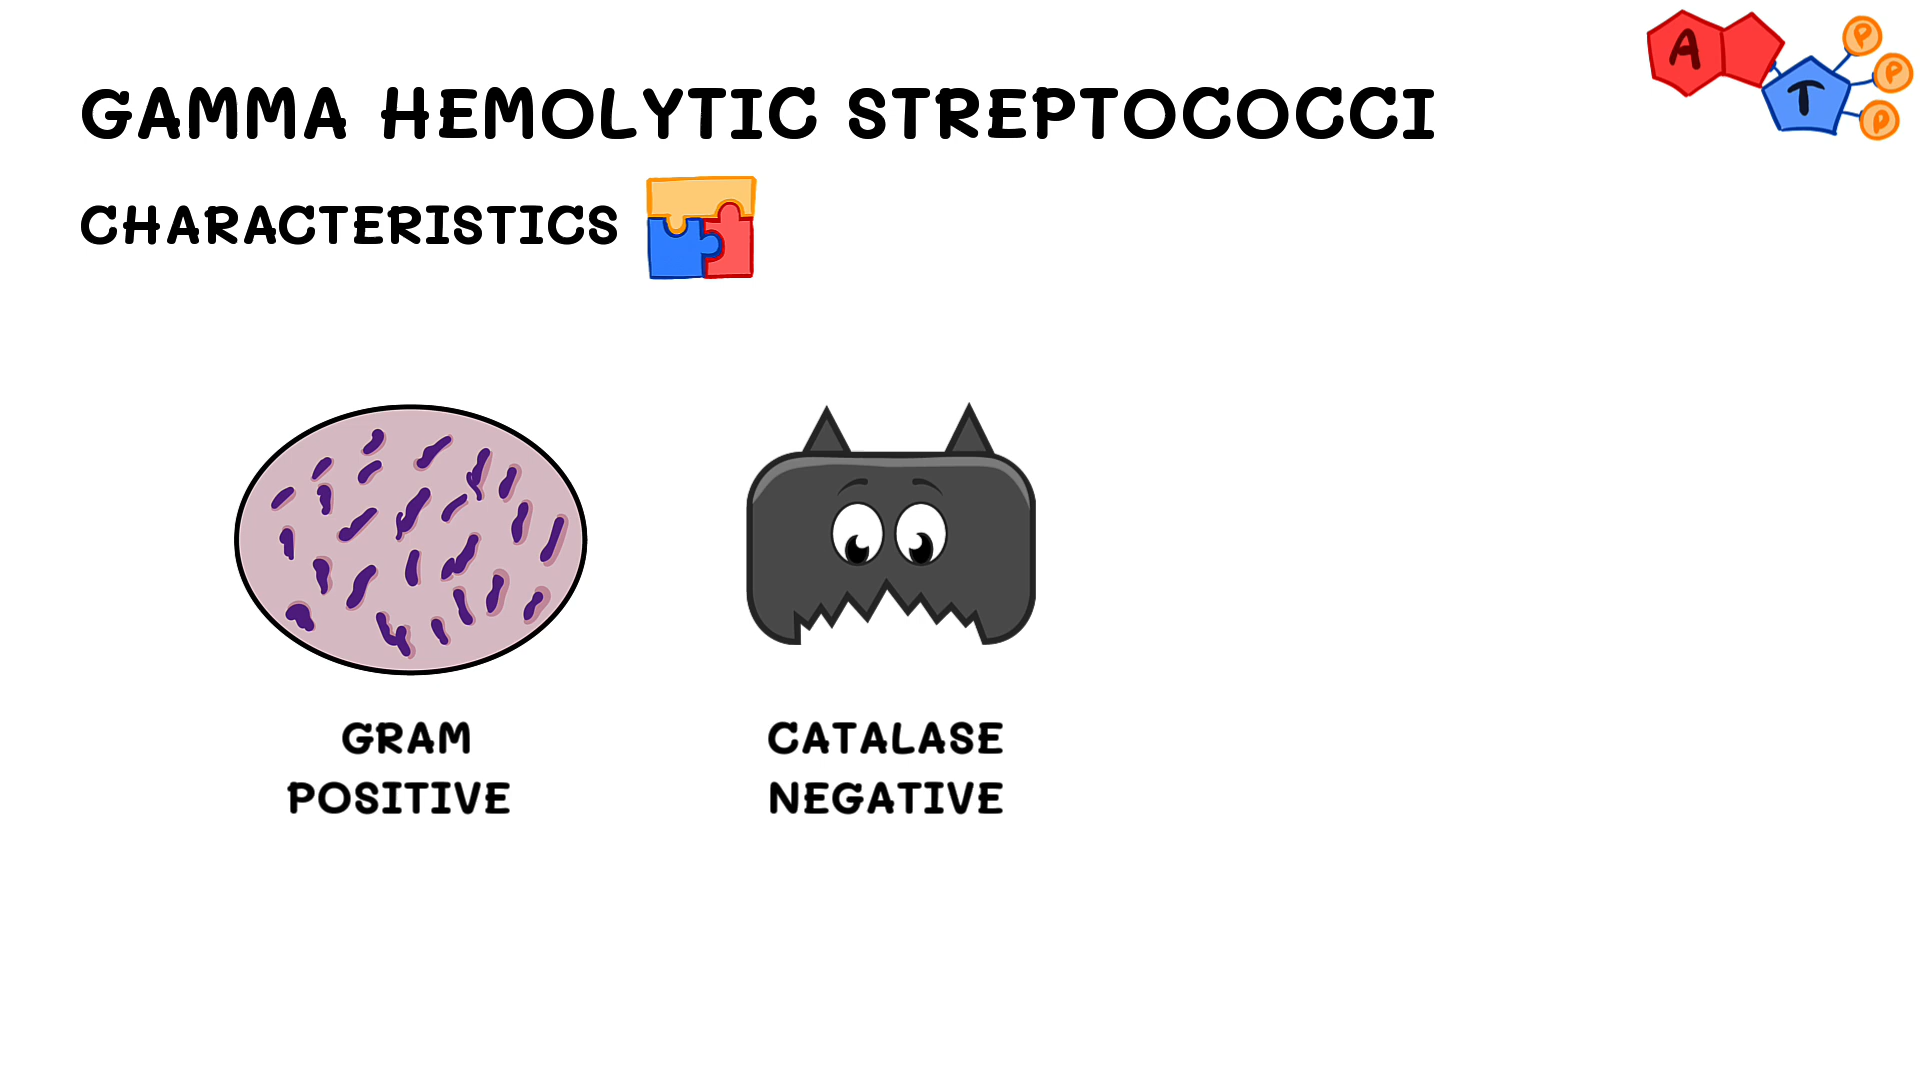 GAMMA HEMOLYTIC STREPTOCOCCI
CHARACTERISTICS
A
T
P
P
P
GRAM
POSITIVE
CATALASE
NEGATIVE